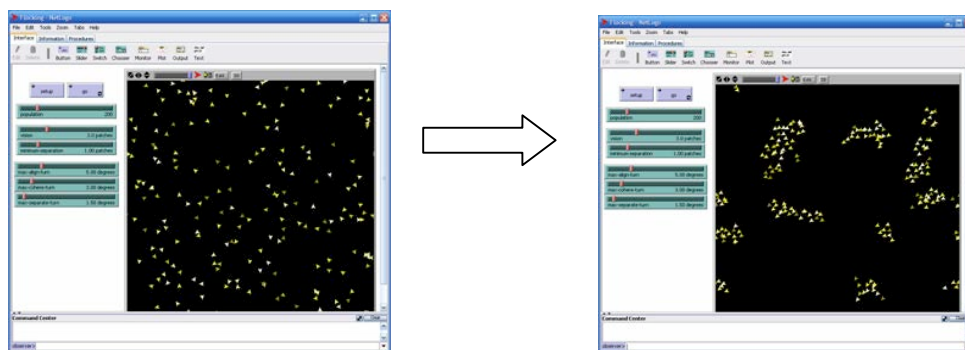 Flocking - NetLogo
File Edit Tools Zoom Tabs Help
Interface Information Procedures
Edit Delete Button Slider Switch Chooser Monitor Plot Output Text
setup go
population 200
vision 3.0 patches
minimum-separation 1.00 patches
max-align-turn 5.00 degrees
max-cohere-turn 3.00 degrees
max-separate-turn 1.50 degrees
Command Center
observer>
Flocking - NetLogo
File Edit Tools Zoom Tabs Help
Interface Information Procedures
Edit Delete Button Slider Switch Chooser Monitor Plot Output Text
setup go
population 200
vision 3.0 patches
minimum-separation 1.00 patches
max-align-turn 5.00 degrees
max-cohere-turn 3.00 degrees
max-separate-turn 1.50 degrees
Command Center
observer>